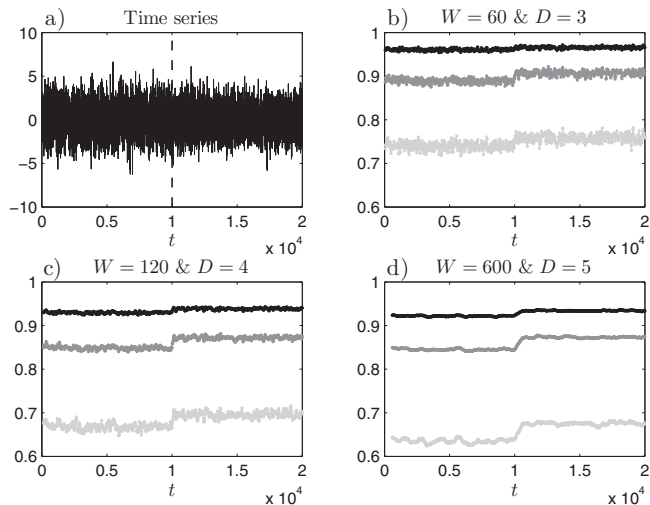 a) Time series
10
5
0
−5
−10
0 0.5 1 1.5 2
t
x 10^4
b) W = 60 & D = 3
1
0.9
0.8
0.7
0.6
0 0.5 1 1.5 2
t
x 10^4
c) W = 120 & D = 4
1
0.9
0.8
0.7
0.6
0 0.5 1 1.5 2
t
x 10^4
d) W = 600 & D = 5
1
0.9
0.8
0.7
0.6
0 0.5 1 1.5 2
t
x 10^4